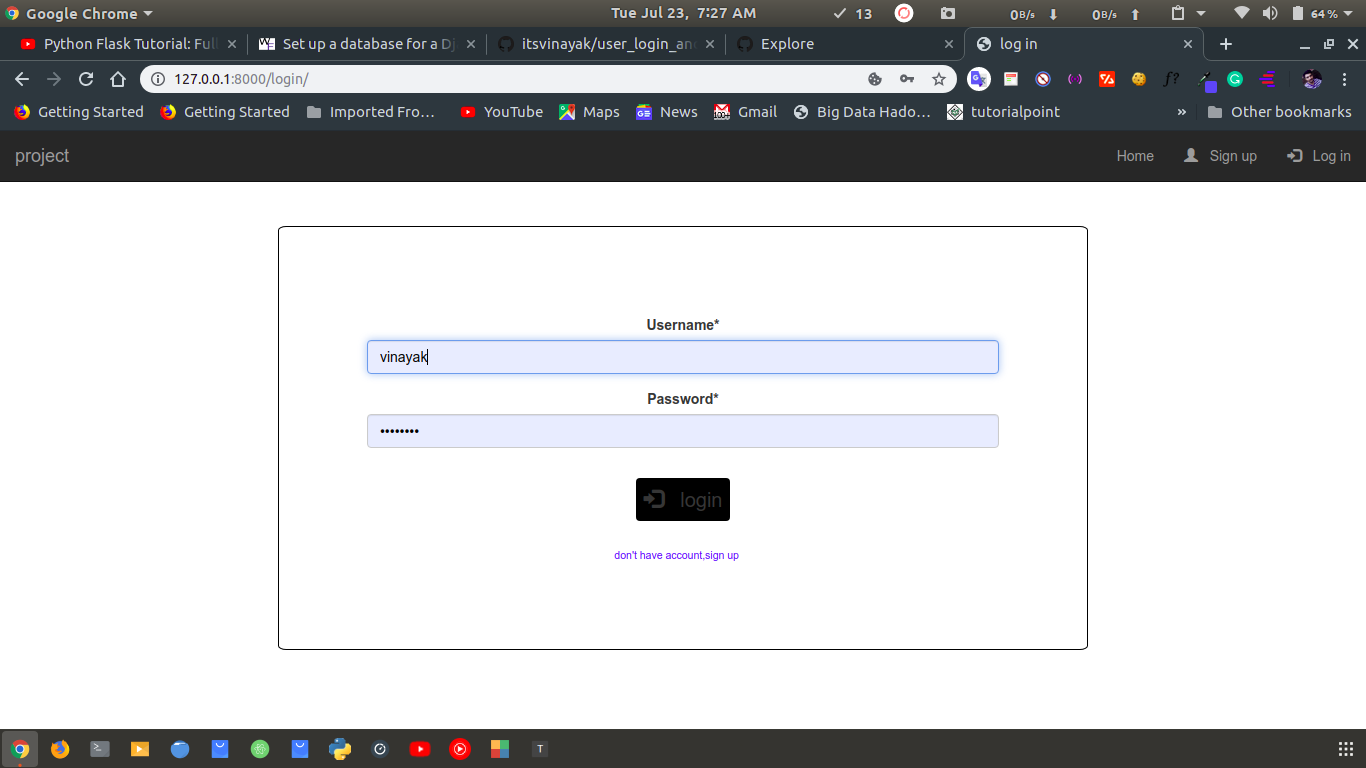 Google Chrome
Tue Jul 23, 7:27 AM
13
0B/s
0B/s
64 %
Python Flask Tutorial: Full
Set up a database for a Dj
itsvinayak/user_login_an
Explore
log in
127.0.0.1:8000/login/
Getting Started
Getting Started
Imported Fro...
YouTube
Maps
News
100+
Gmail
Big Data Hado...
tutorialpoint
»
Other bookmarks
project
Home
Sign up
Log in
Username*
vinayak
Password*
••••••••
login
don't have account,sign up
T